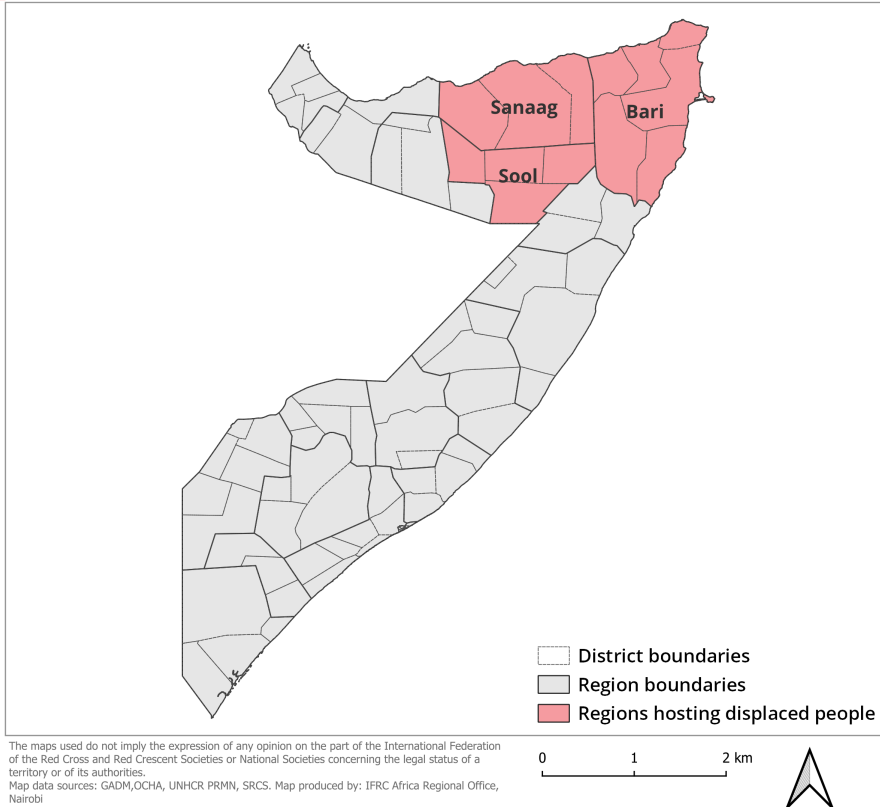 Sanaag
Bari
Sool
District boundaries
Region boundaries
Regions hosting displaced people
The maps used do not imply the expression of any opinion on the part of the International Federation
of the Red Cross and Red Crescent Societies or National Societies concerning the legal status of a
territory or of its authorities.
Map data sources: GADM,OCHA, UNHCR PRMN, SRCS. Map produced by: IFRC Africa Regional Office,
Nairobi
0 1 2 km